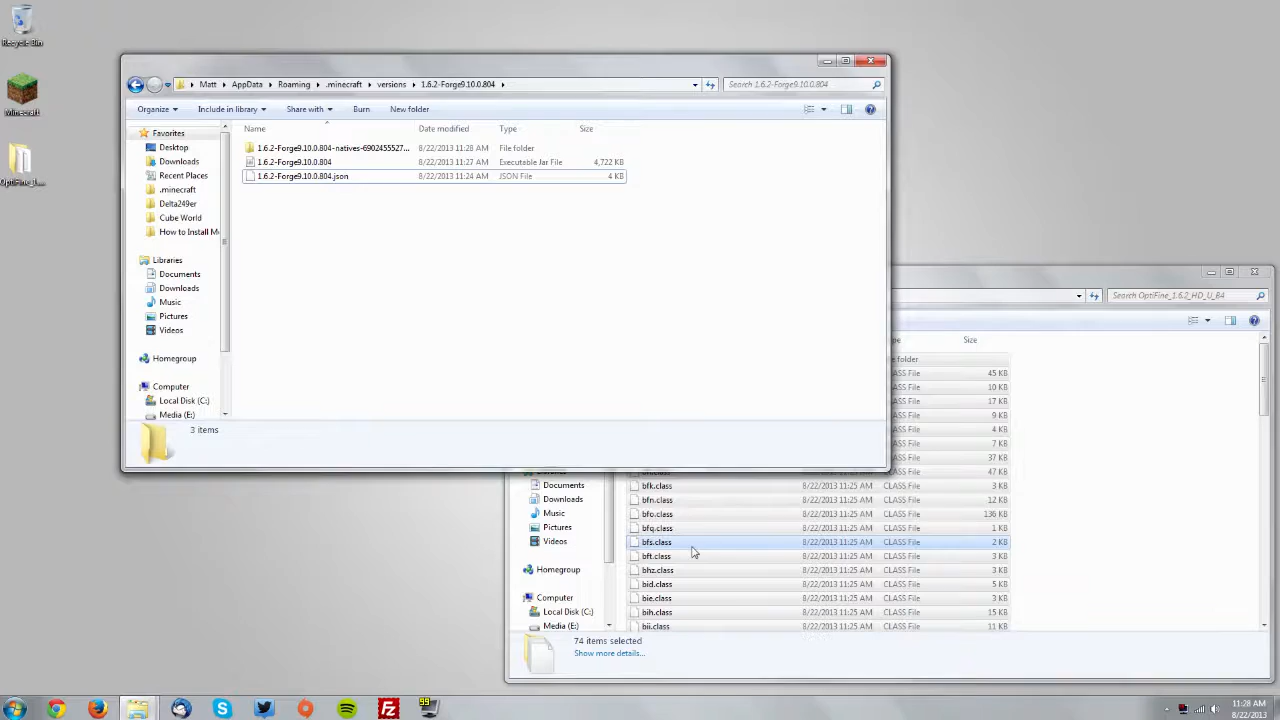 Recycle Bin
Minecraft
OptiFine_1....
Matt
AppData
Roaming
.minecraft
versions
1.6.2-Forge9.10.0.804
Search 1.6.2-Forge9.10.0.804
Organize
Include in library
Share with
Burn
New folder
Name
Date modified
Type
Size
1.6.2-Forge9.10.0.804-natives-6902455527... 8/22/2013 11:28 AM File folder
1.6.2-Forge9.10.0.804 8/22/2013 11:27 AM Executable Jar File 4,722 KB
1.6.2-Forge9.10.0.804.json 8/22/2013 11:24 AM JSON File 4 KB
Favorites
Desktop
Downloads
Recent Places
.minecraft
Delta249er
Cube World
How to Install M
Libraries
Documents
Downloads
Music
Pictures
Videos
Homegroup
Computer
Local Disk (C:)
Media (E:)
3 items
Search OptiFine_1.6.2_HD_U_B4
Size
folder
ASS File 45 KB
ASS File 10 KB
ASS File 17 KB
ASS File 9 KB
ASS File 4 KB
ASS File 7 KB
ASS File 37 KB
ASS File 47 KB
bfk.class 8/22/2013 11:25 AM CLASS File 3 KB
bfn.class 8/22/2013 11:25 AM CLASS File 12 KB
bfo.class 8/22/2013 11:25 AM CLASS File 136 KB
bfq.class 8/22/2013 11:25 AM CLASS File 1 KB
bfs.class 8/22/2013 11:25 AM CLASS File 2 KB
bft.class 8/22/2013 11:25 AM CLASS File 3 KB
bhz.class 8/22/2013 11:25 AM CLASS File 3 KB
bid.class 8/22/2013 11:25 AM CLASS File 5 KB
bie.class 8/22/2013 11:25 AM CLASS File 3 KB
bih.class 8/22/2013 11:25 AM CLASS File 15 KB
bii.class 8/22/2013 11:25 AM CLASS File 11 KB
Documents
Downloads
Music
Pictures
Videos
Homegroup
Computer
Local Disk (C:)
Media (E:)
74 items selected
Show more details...
99
11:28 AM
8/22/2013